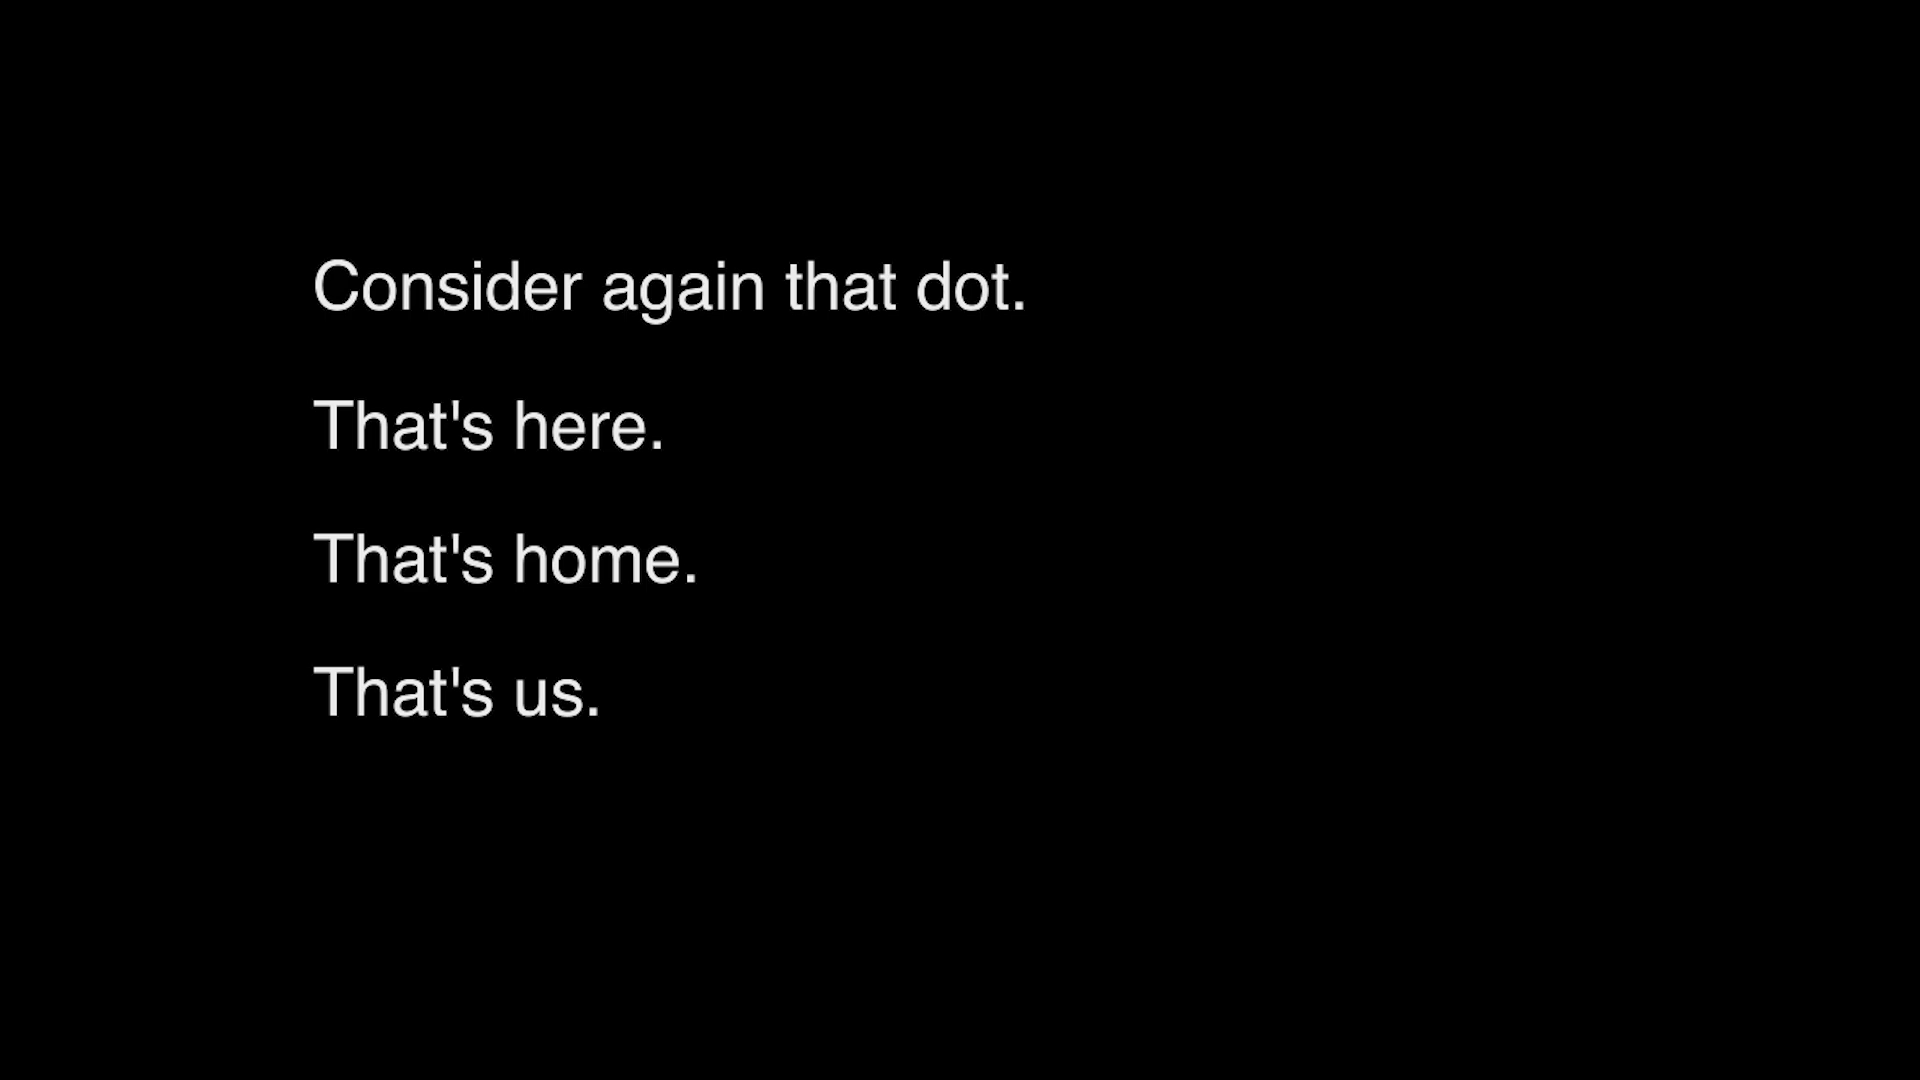 Consider again that dot.
That's here.
That's home.
That's us.